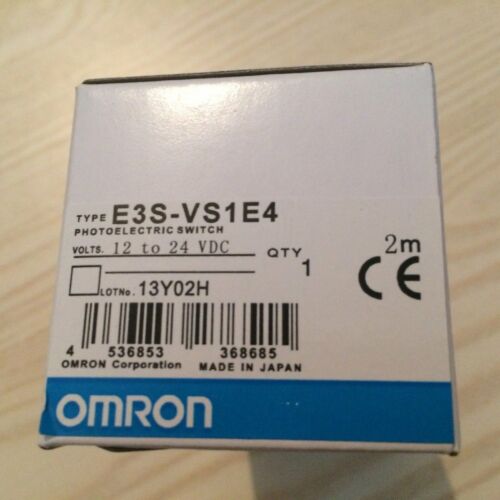 TYPE E3S-VS1E4
PHOTOELECTRIC SWITCH
VOLTS. 12 to 24 VDC QTY 1 2m
LOTNo. 13Y02H CE
4 536853 368685
OMRON Corporation MADE IN JAPAN
OMRON